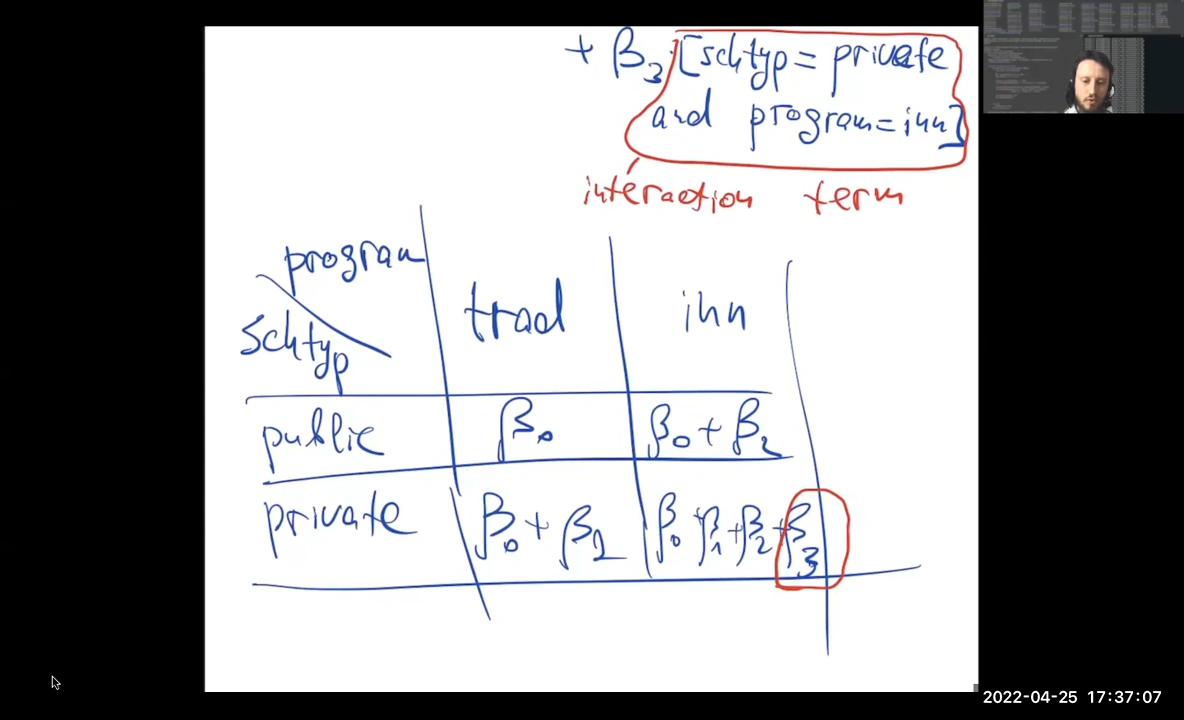 + β₃ [schtyp = private
and program = inn]
interaction term
program
schtyp
trad
inn
public
β₀
β₀ + β₂
private
β₀ + β₂
β₀ + β₁ + β₂ + β₃
2022-04-25 17:37:07